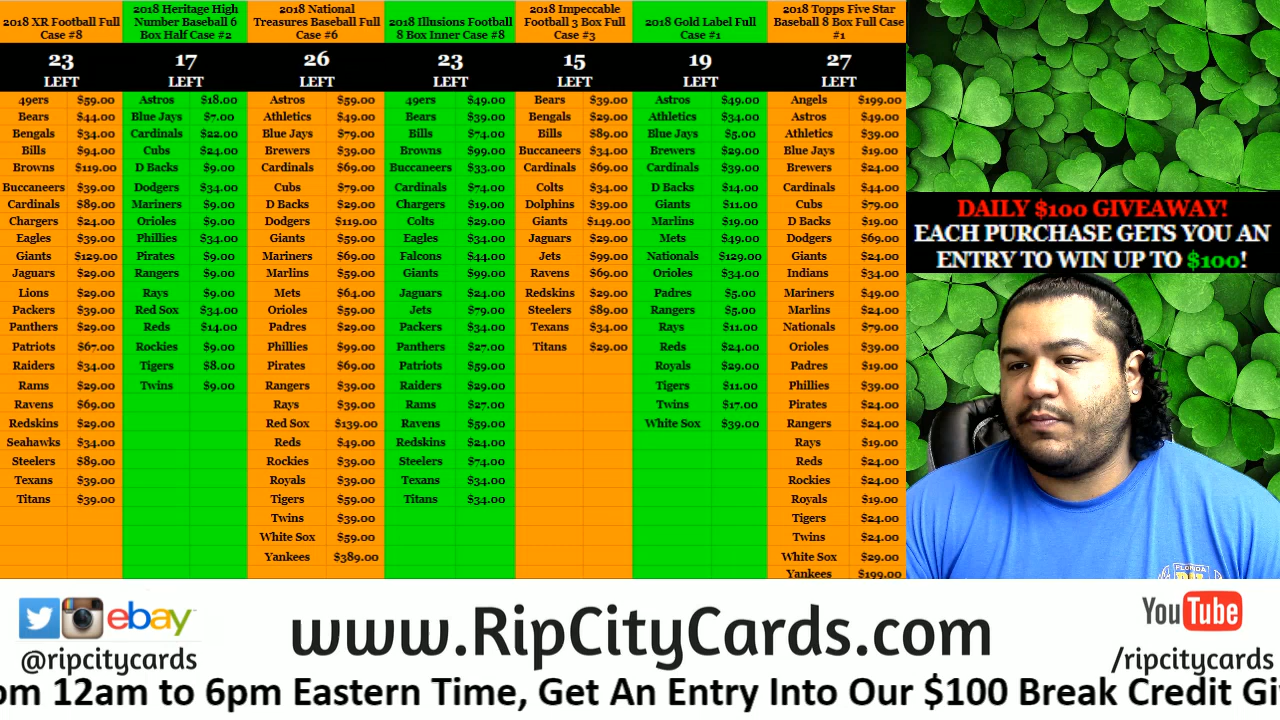 2018 XR Football Full
Case #8
23
LEFT
49ers $59.00
Bears $44.00
Bengals $34.00
Bills $94.00
Browns $119.00
Buccaneers $39.00
Cardinals $89.00
Chargers $24.00
Eagles $39.00
Giants $129.00
Jaguars $29.00
Lions $29.00
Packers $39.00
Panthers $29.00
Patriots $67.00
Raiders $34.00
Rams $29.00
Ravens $69.00
Redskins $29.00
Seahawks $34.00
Steelers $89.00
Texans $39.00
Titans $39.00
2018 Heritage High
Number Baseball 6
Box Half Case #2
17
LEFT
Astros $18.00
Blue Jays $7.00
Cardinals $22.00
Cubs $24.00
D Backs $9.00
Dodgers $34.00
Mariners $9.00
Orioles $9.00
Phillies $34.00
Pirates $9.00
Rangers $9.00
Rays $9.00
Red Sox $34.00
Reds $14.00
Rockies $9.00
Tigers $8.00
Twins $9.00
2018 National
Treasures Baseball Full
Case #6
26
LEFT
Astros $59.00
Athletics $49.00
Blue Jays $79.00
Brewers $39.00
Cardinals $69.00
Cubs $79.00
D Backs $29.00
Dodgers $119.00
Giants $59.00
Mariners $69.00
Marlins $59.00
Mets $64.00
Orioles $59.00
Padres $29.00
Phillies $99.00
Pirates $69.00
Rangers $39.00
Rays $39.00
Red Sox $139.00
Reds $49.00
Rockies $39.00
Royals $39.00
Tigers $59.00
Twins $39.00
White Sox $59.00
Yankees $389.00
2018 Illusions Football
8 Box Inner Case #8
23
LEFT
49ers $49.00
Bears $39.00
Bills $74.00
Browns $99.00
Buccaneers $33.00
Cardinals $74.00
Chargers $19.00
Colts $29.00
Eagles $34.00
Falcons $44.00
Giants $99.00
Jaguars $24.00
Jets $79.00
Packers $34.00
Panthers $27.00
Patriots $59.00
Raiders $29.00
Rams $27.00
Ravens $59.00
Redskins $24.00
Steelers $74.00
Texans $34.00
Titans $34.00
2018 Impeccable
Football 3 Box Full
Case #3
15
LEFT
Bears $39.00
Bengals $29.00
Bills $89.00
Buccaneers $34.00
Cardinals $69.00
Colts $34.00
Dolphins $39.00
Giants $149.00
Jaguars $29.00
Jets $99.00
Ravens $69.00
Redskins $29.00
Steelers $89.00
Texans $34.00
Titans $29.00
2018 Gold Label Full
Case #1
19
LEFT
Astros $49.00
Athletics $34.00
Blue Jays $5.00
Brewers $29.00
Cardinals $39.00
D Backs $14.00
Giants $11.00
Marlins $19.00
Mets $49.00
Nationals $129.00
Orioles $34.00
Padres $5.00
Rangers $5.00
Rays $11.00
Reds $24.00
Royals $29.00
Tigers $11.00
Twins $17.00
White Sox $39.00
2018 Topps Five Star
Baseball 8 Box Full Case
#1
27
LEFT
Angels $199.00
Astros $49.00
Athletics $39.00
Blue Jays $19.00
Brewers $24.00
Cardinals $44.00
Cubs $79.00
D Backs $19.00
Dodgers $69.00
Giants $24.00
Indians $34.00
Mariners $49.00
Marlins $24.00
Nationals $79.00
Orioles $39.00
Padres $19.00
Phillies $39.00
Pirates $24.00
Rangers $24.00
Rays $19.00
Reds $24.00
Rockies $24.00
Royals $19.00
Tigers $24.00
Twins $24.00
White Sox $29.00
Yankees $199.00
DAILY $100 GIVEAWAY!
EACH PURCHASE GETS YOU AN
ENTRY TO WIN UP TO $100!
FLORIDA
ebay
@ripcitycards
www.RipCityCards.com
YouTube
/ripcitycards
om 12am to 6pm Eastern Time, Get An Entry Into Our $100 Break Credit Gi